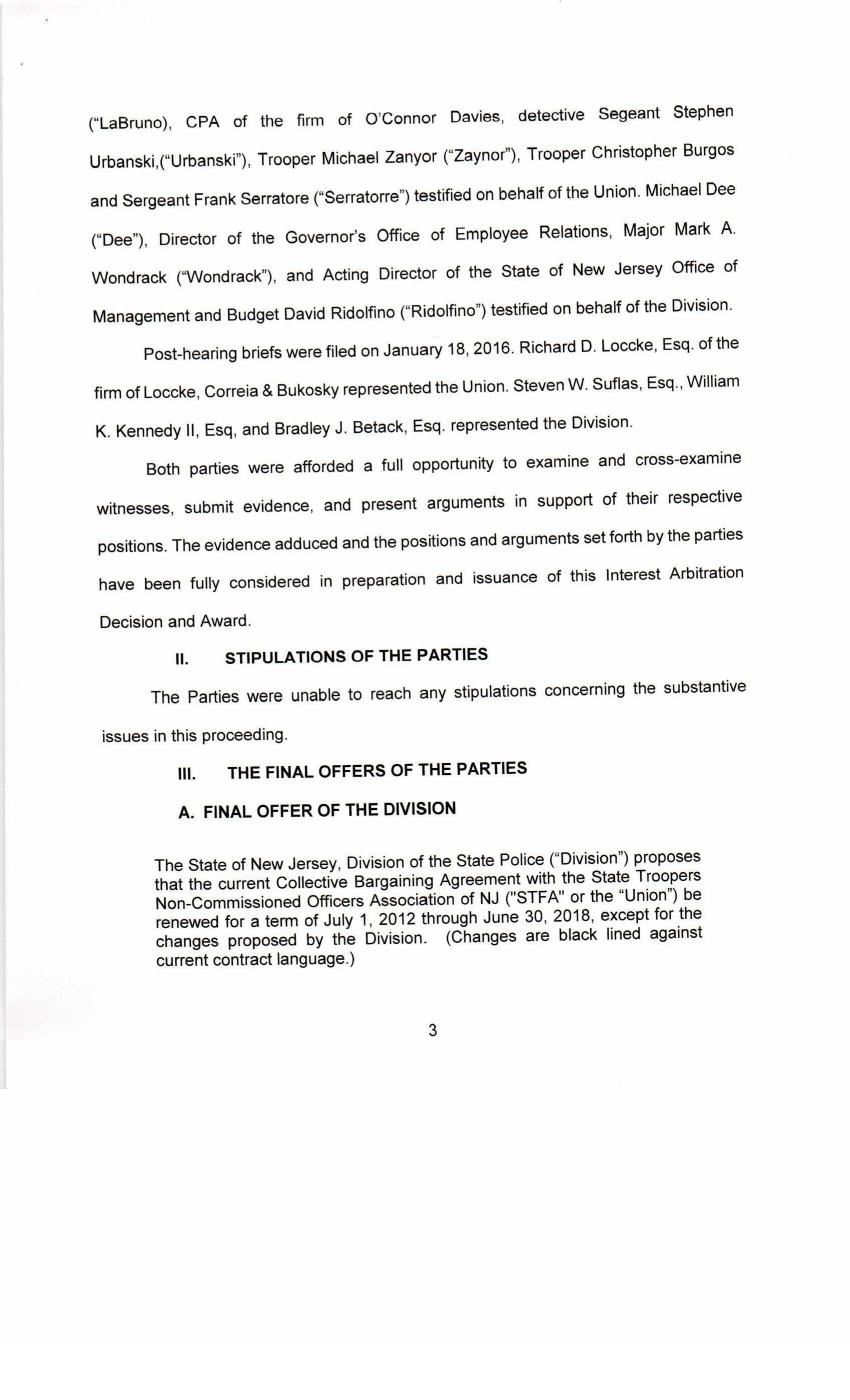 (“LaBruno), CPA of the firm of O’Connor Davies, detective Segeant Stephen
Urbanski,(“Urbanski”), Trooper Michael Zanyor (“Zaynor”), Trooper Christopher Burgos
and Sergeant Frank Serratore (“Serratorre”) testified on behalf of the Union. Michael Dee
(“Dee”), Director of the Governor’s Office of Employee Relations, Major Mark A.
Wondrack (“Wondrack”), and Acting Director of the State of New Jersey Office of
Management and Budget David Ridolfino (“Ridolfino”) testified on behalf of the Division.
Post-hearing briefs were filed on January 18, 2016. Richard D. Loccke, Esq. of the
firm of Loccke, Correia & Bukosky represented the Union. Steven W. Suflas, Esq., William
K. Kennedy II, Esq, and Bradley J. Betack, Esq. represented the Division.
Both parties were afforded a full opportunity to examine and cross-examine
witnesses, submit evidence, and present arguments in support of their respective
positions. The evidence adduced and the positions and arguments set forth by the parties
have been fully considered in preparation and issuance of this Interest Arbitration
Decision and Award.
II. STIPULATIONS OF THE PARTIES
The Parties were unable to reach any stipulations concerning the substantive
issues in this proceeding.
III. THE FINAL OFFERS OF THE PARTIES
A. FINAL OFFER OF THE DIVISION
The State of New Jersey, Division of the State Police (“Division”) proposes
that the current Collective Bargaining Agreement with the State Troopers
Non-Commissioned Officers Association of NJ ("STFA" or the “Union”) be
renewed for a term of July 1, 2012 through June 30, 2018, except for the
changes proposed by the Division. (Changes are black lined against
current contract language.)
3